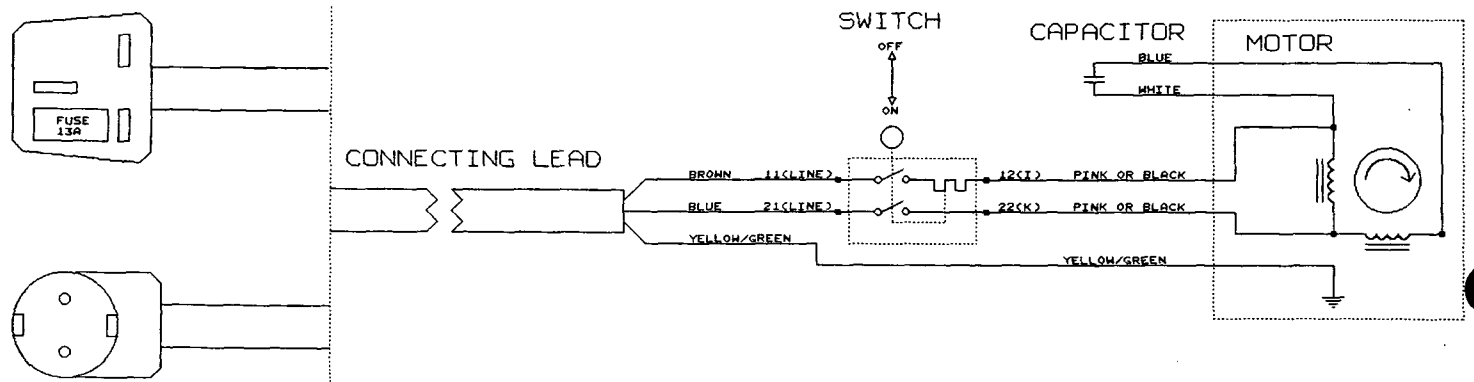 SWITCH
OFF
ON
CAPACITOR
BLUE
WHITE
MOTOR
FUSE
13A
CONNECTING LEAD
BROWN 11(LINE) 12(I) PINK OR BLACK
BLUE 21(LINE) 22(K) PINK OR BLACK
YELLOW/GREEN
YELLOW/GREEN